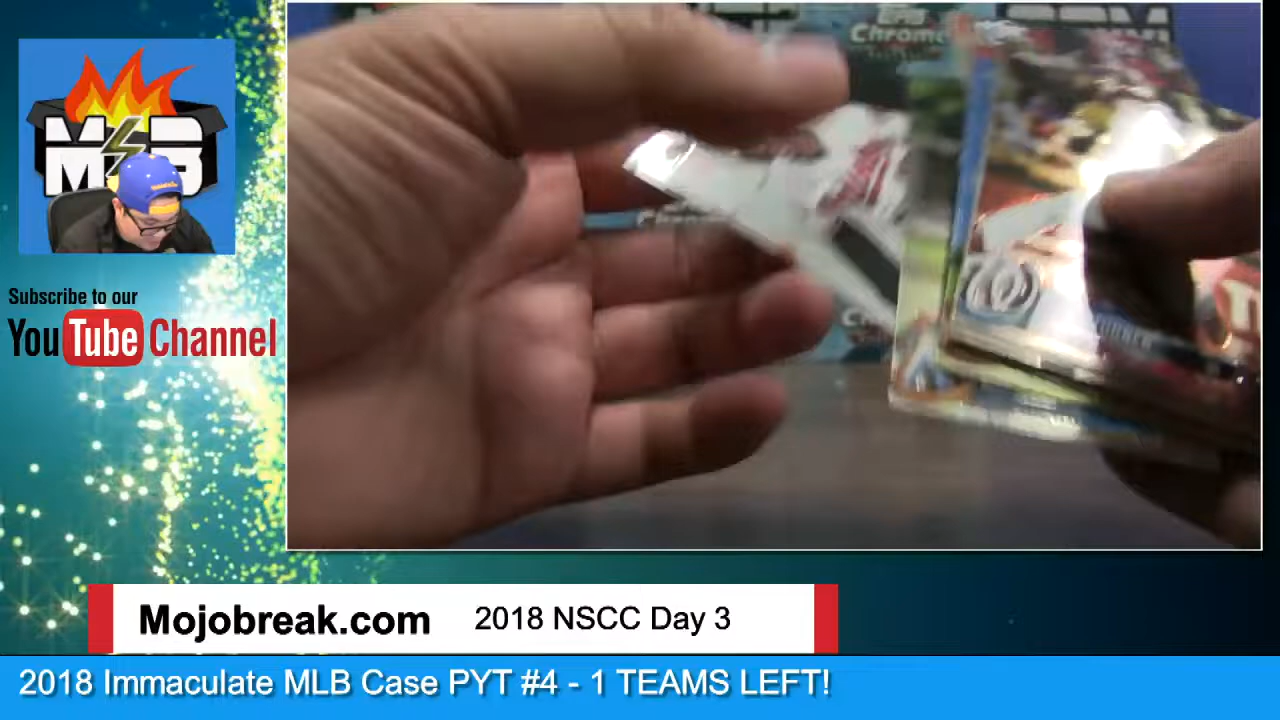 Chrome
Subscribe to our
YouTube Channel
Mojobreak.com
2018 NSCC Day 3
2018 Immaculate MLB Case PYT #4 - 1 TEAMS LEFT!